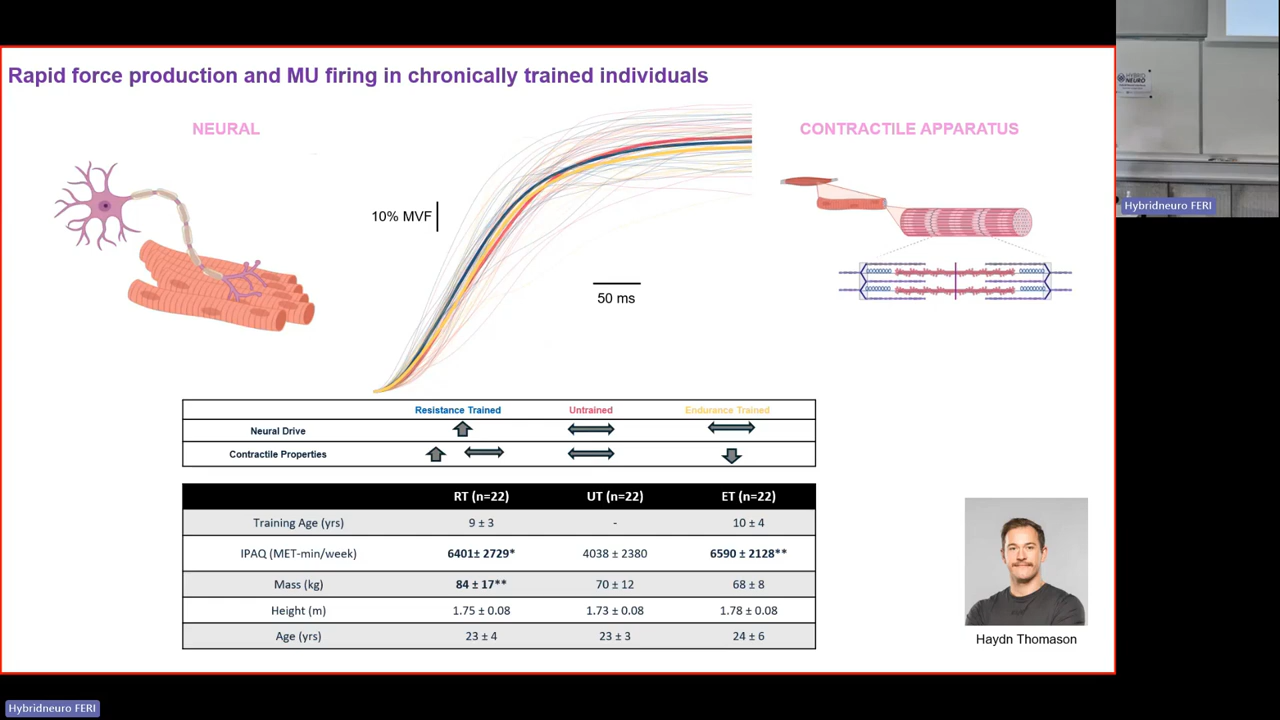 Rapid force production and MU firing in chronically trained individuals
NEURAL
CONTRACTILE APPARATUS
10% MVF
50 ms
Resistance Trained Untrained Endurance Trained
Neural Drive
Contractile Properties
RT (n=22) UT (n=22) ET (n=22)
Training Age (yrs) 9 ± 3 - 10 ± 4
IPAQ (MET-min/week) 6401± 2729* 4038 ± 2380 6590 ± 2128**
Mass (kg) 84 ± 17** 70 ± 12 68 ± 8
Height (m) 1.75 ± 0.08 1.73 ± 0.08 1.78 ± 0.08
Age (yrs) 23 ± 4 23 ± 3 24 ± 6
Haydn Thomason
HYBRID
NEURO
Hybridneuro FERI
Hybridneuro FERI